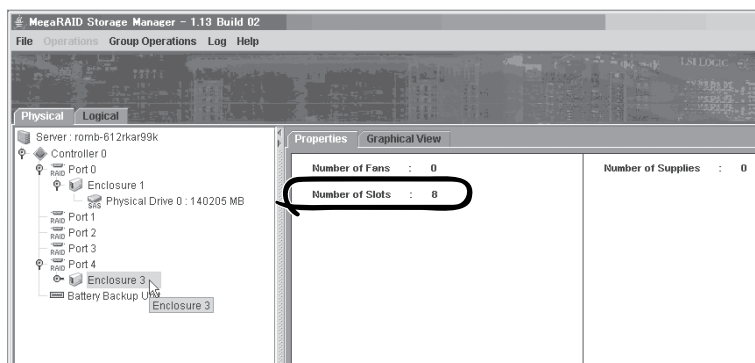 MegaRAID Storage Manager - 1.13 Build 02
File Operations Group Operations Log Help
LSI LOGIC
Physical Logical
Server : romb-612rkar99k
Controller 0
RAID Port 0
Enclosure 1
SAS Physical Drive 0 : 140205 MB
RAID Port 1
RAID Port 2
RAID Port 3
RAID Port 4
Enclosure 3
Battery Backup
Enclosure 3
Properties Graphical View
Number of Fans : 0
Number of Supplies : 0
Number of Slots : 8